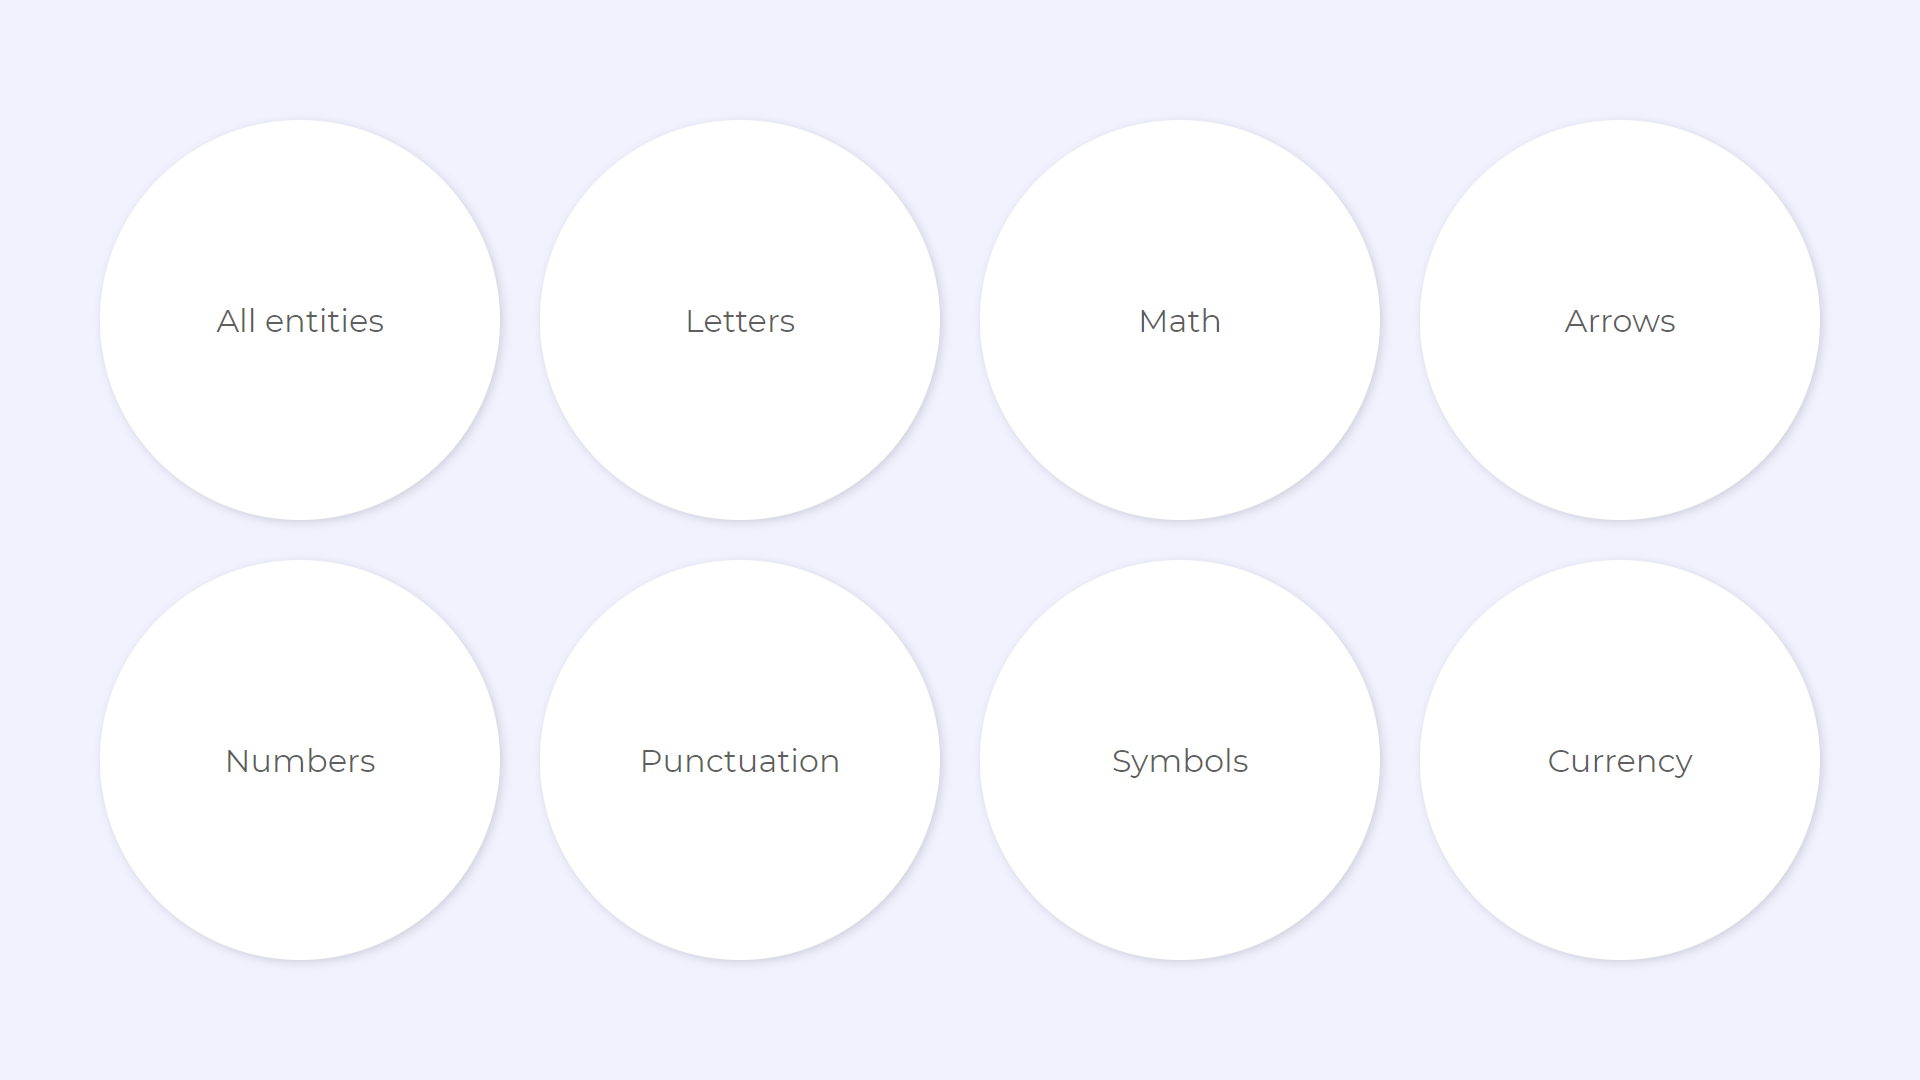 All entities
Letters
Math
Arrows
Numbers
Punctuation
Symbols
Currency